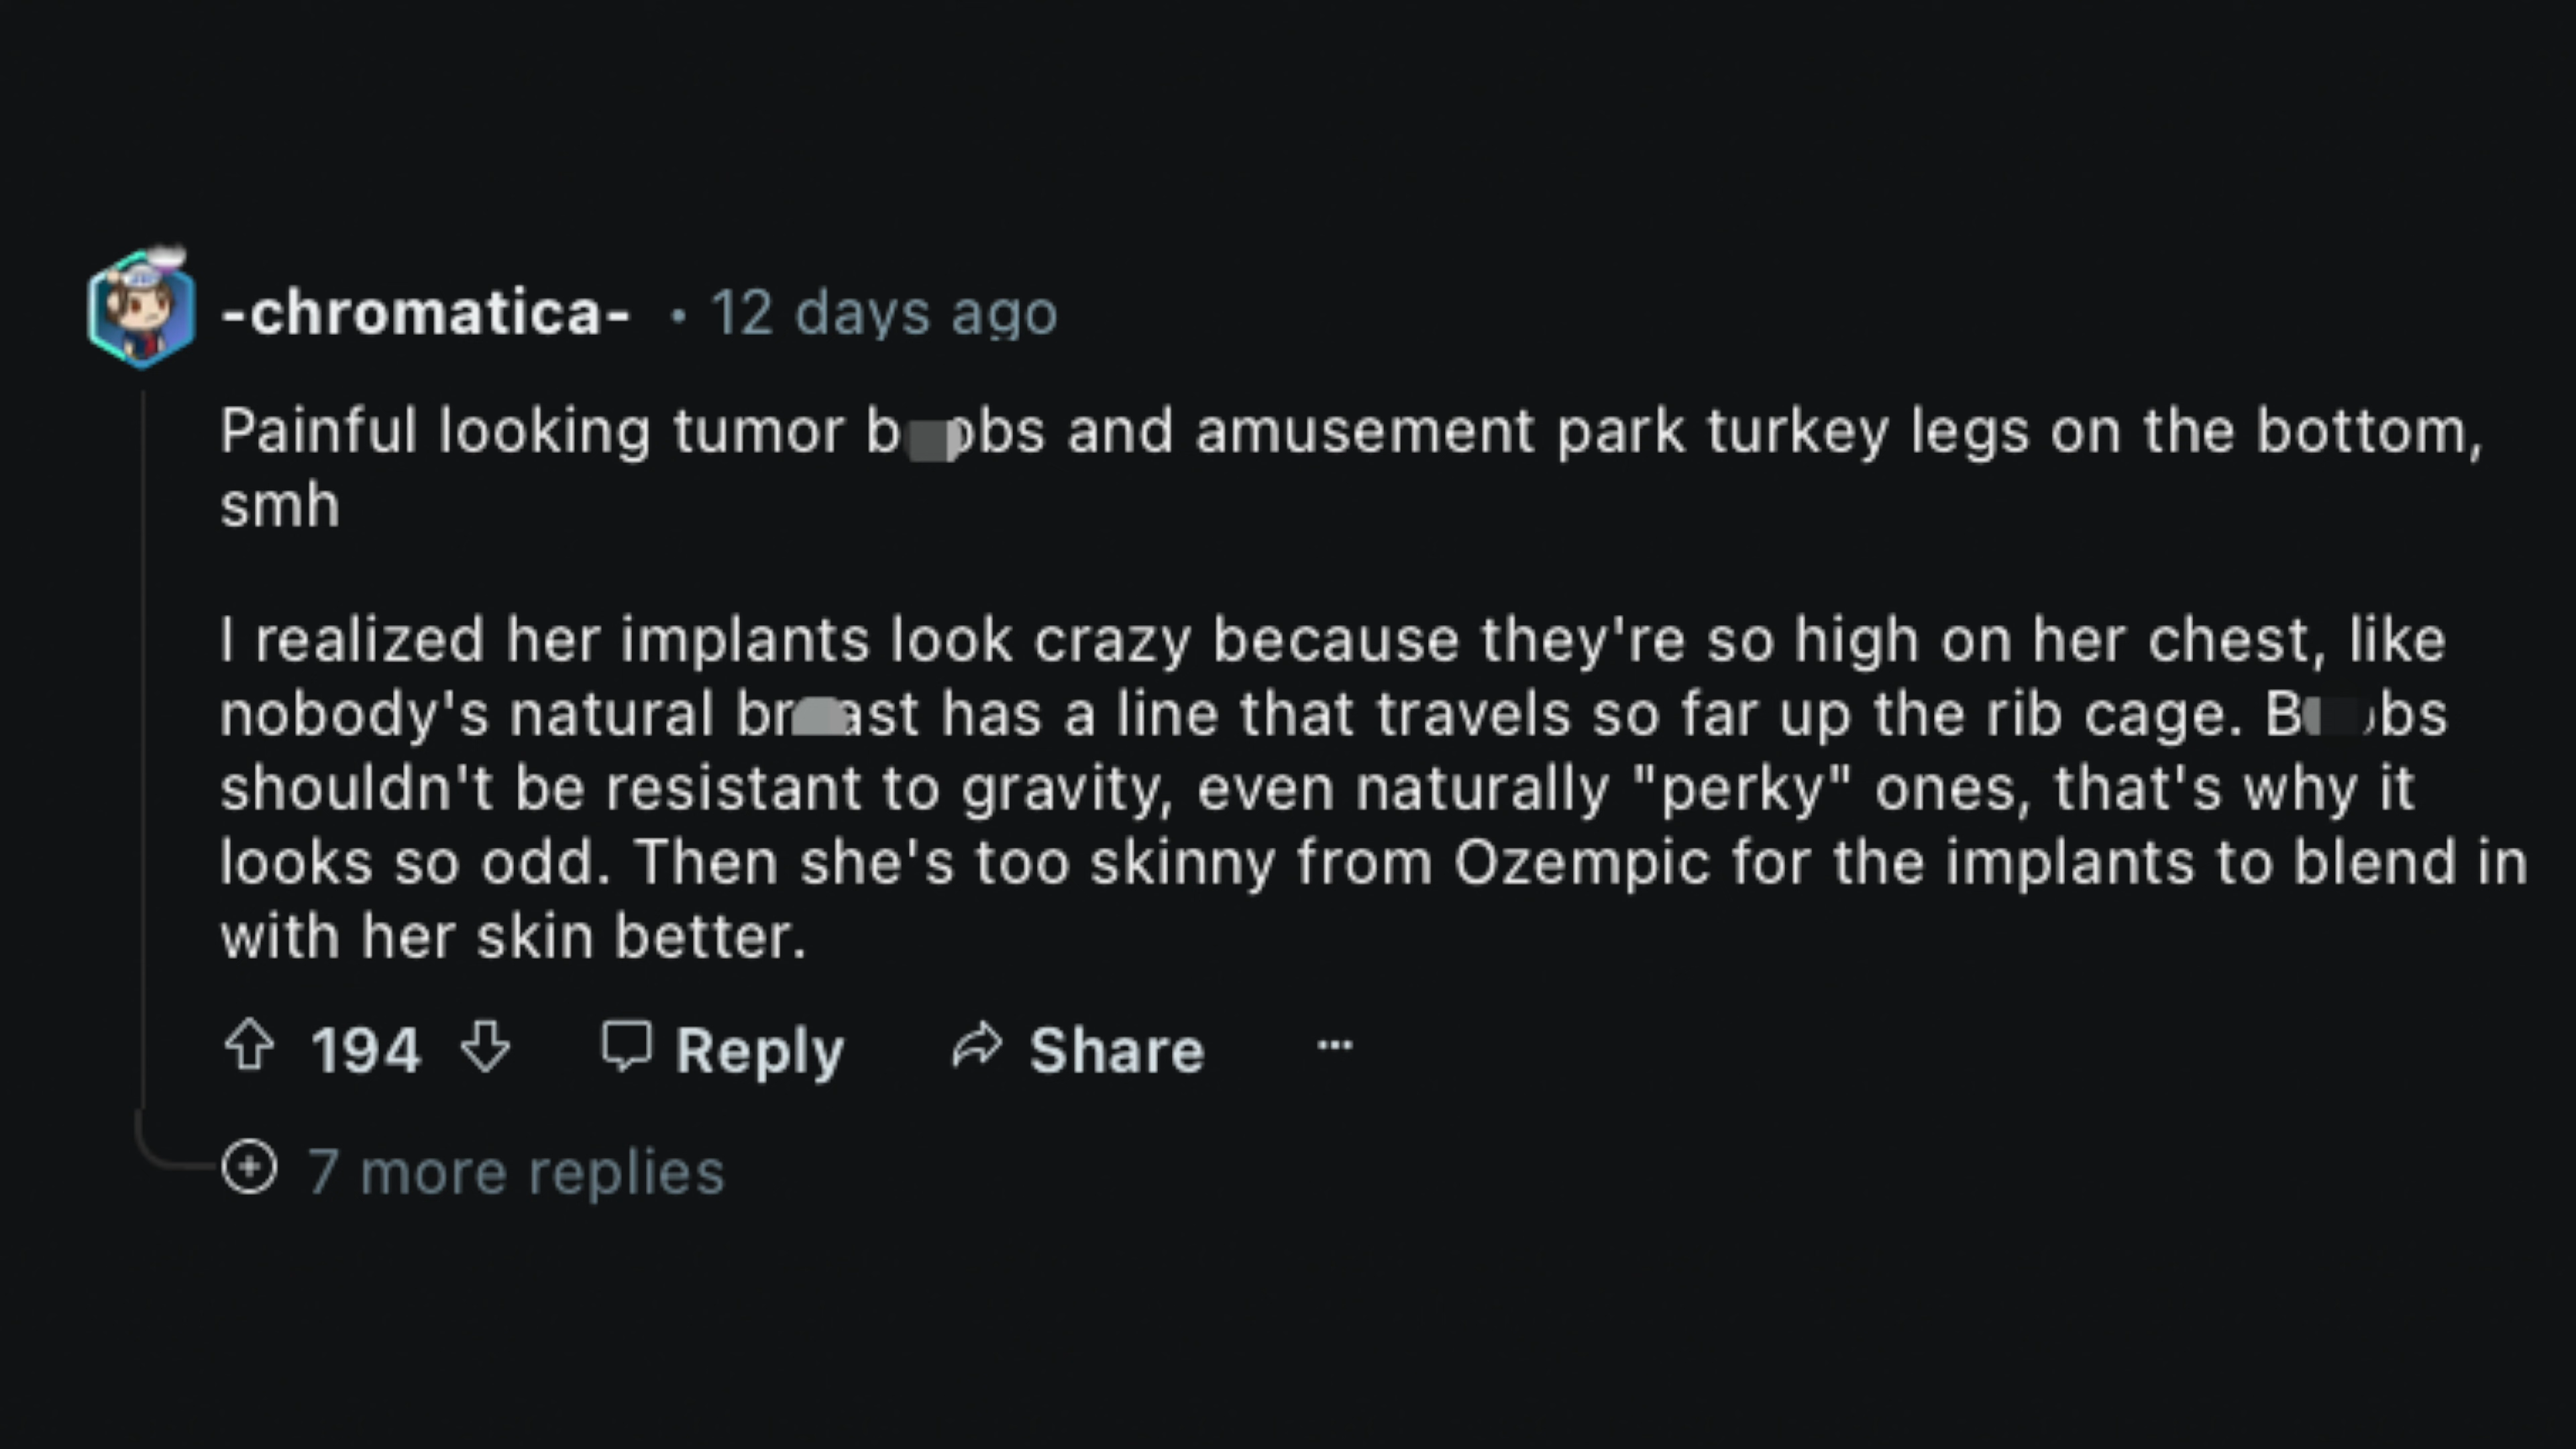 -chromatica- • 12 days ago
Painful looking tumor and amusement park turkey legs on the bottom,
smh
I realized her implants look crazy because they're so high on her chest, like
nobody's natural has a line that travels so far up the rib cage.
shouldn't be resistant to gravity, even naturally "perky" ones, that's why it
looks so odd. Then she's too skinny from Ozempic for the implants to blend in
with her skin better.
194 Reply Share ...
7 more replies